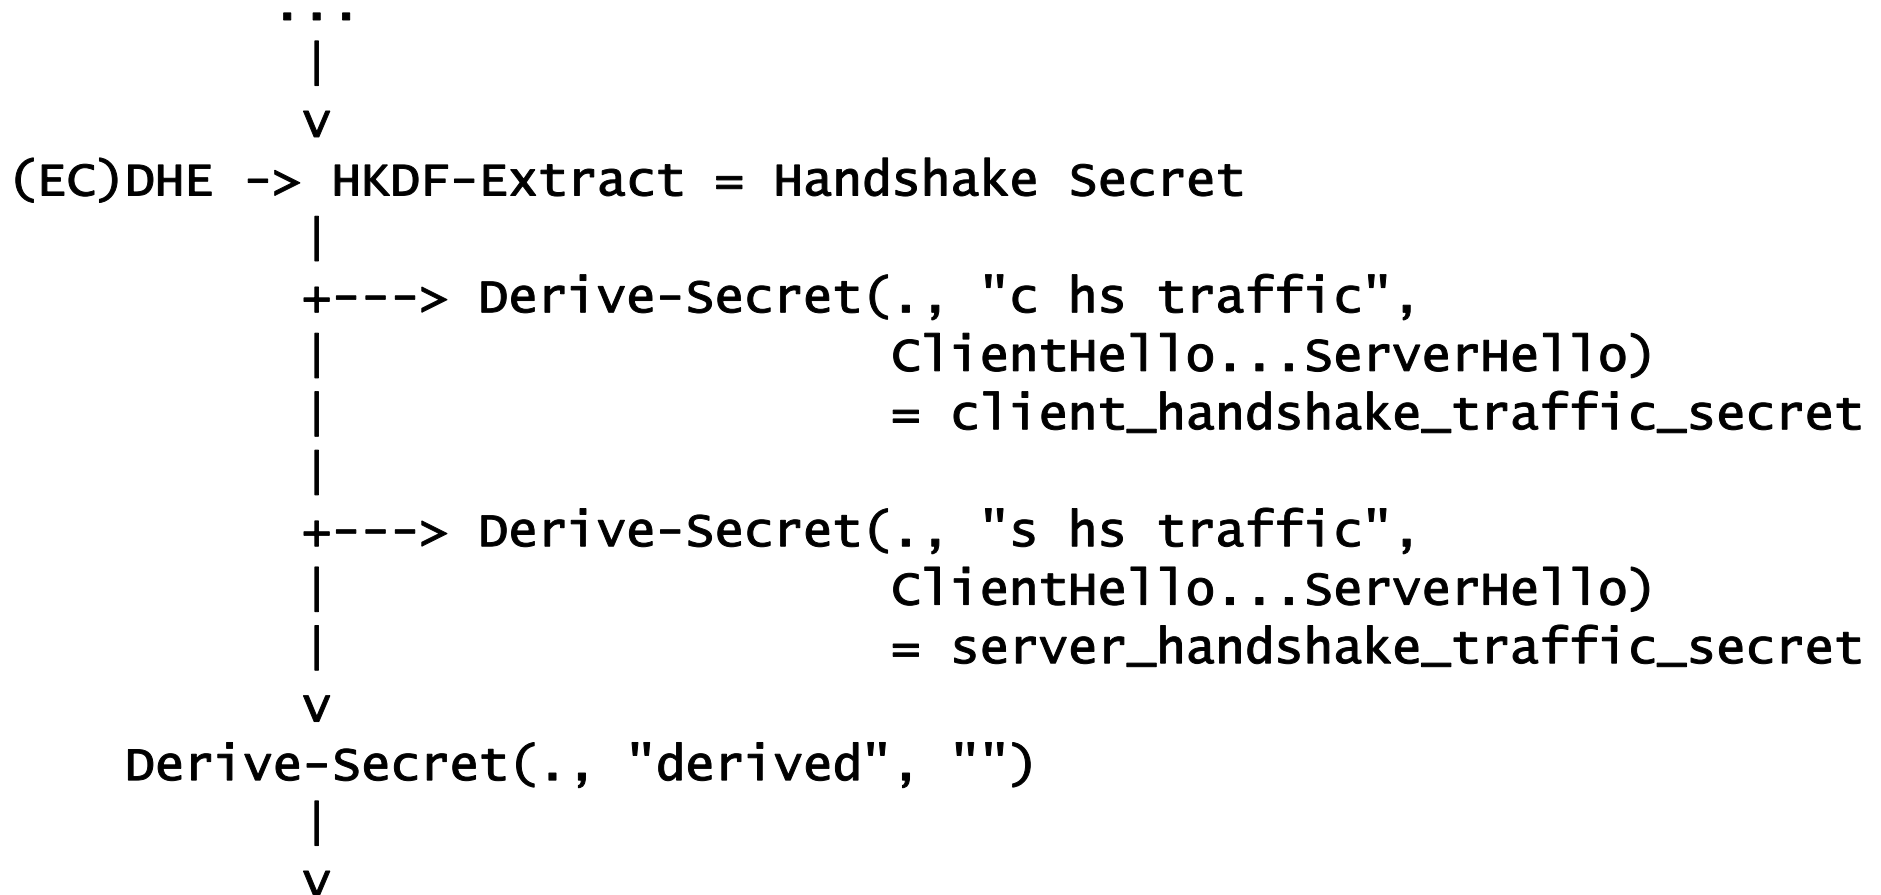 ...
|
v
(EC)DHE -> HKDF-Extract = Handshake Secret
|
+---> Derive-Secret(., "c hs traffic",
| ClientHello...ServerHello)
| = client_handshake_traffic_secret
|
+---> Derive-Secret(., "s hs traffic",
| ClientHello...ServerHello)
| = server_handshake_traffic_secret
v
Derive-Secret(., "derived", "")
|
v